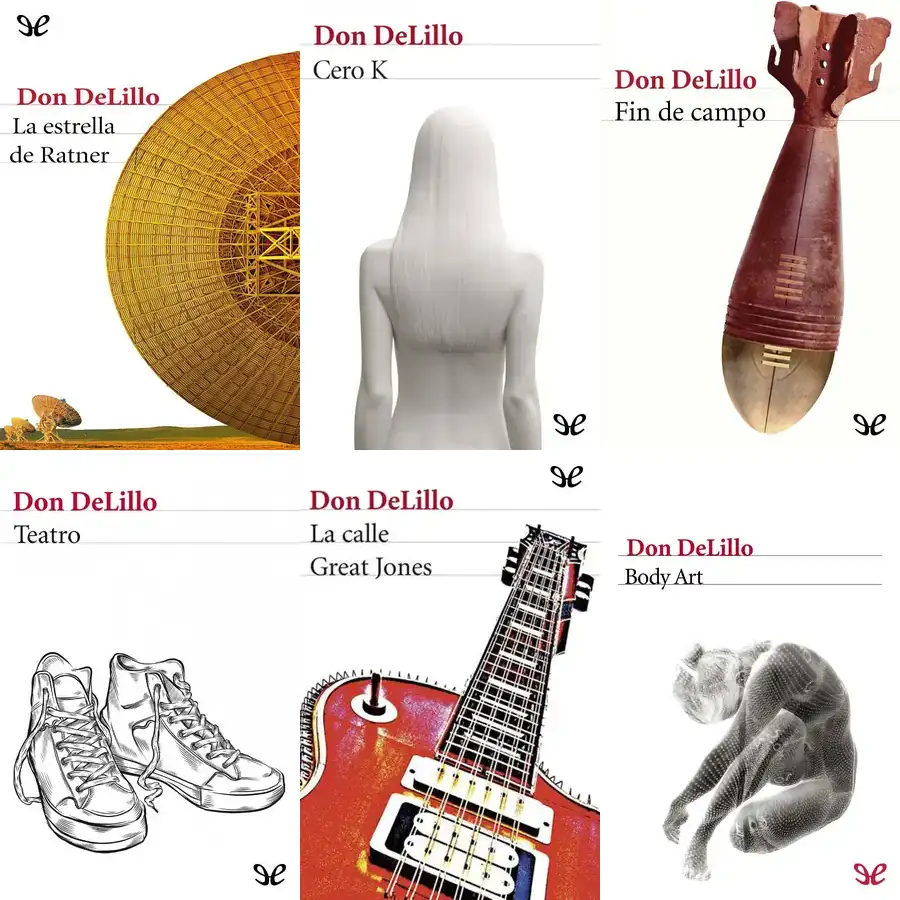 Don DeLillo
La estrella
de Ratner
Don DeLillo
Cero K
Don DeLillo
Fin de campo
Don DeLillo
Teatro
Don DeLillo
La calle
Great Jones
Don DeLillo
Body Art